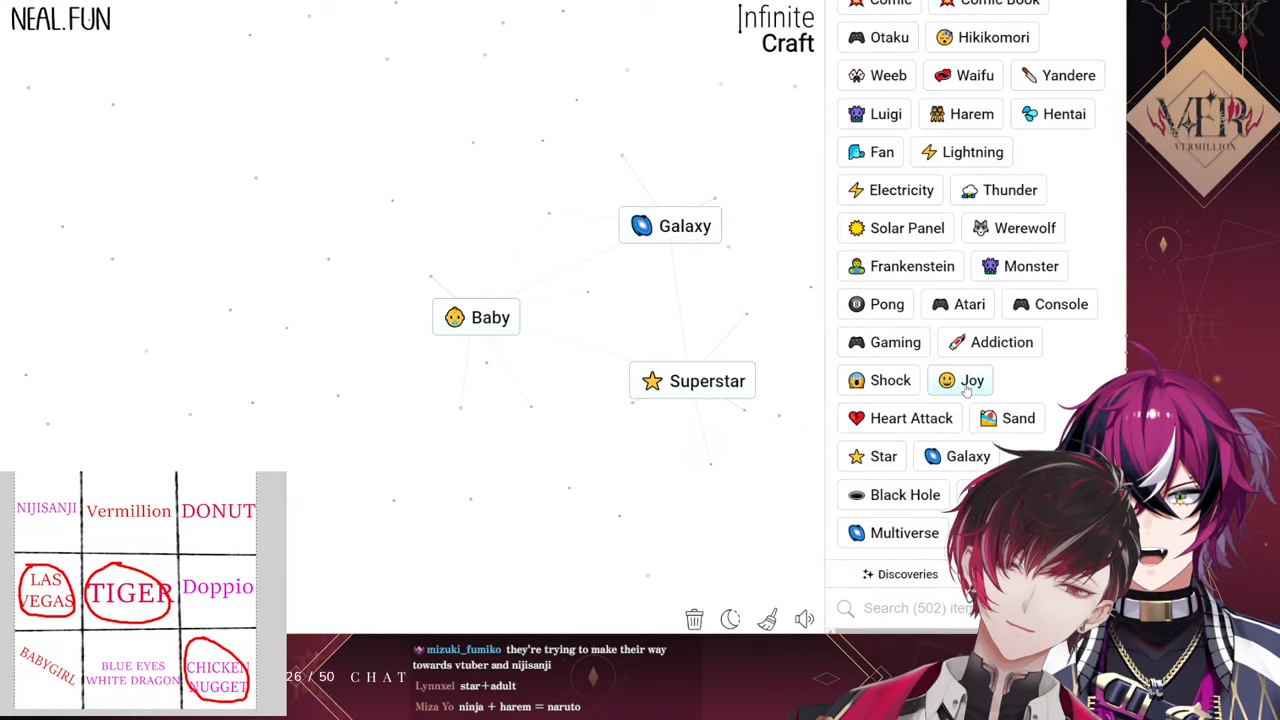 NEAL.FUN
Infinite
Craft
Comic Comic Book
Otaku Hikikomori
Weeb Waifu Yandere
Luigi Harem Hentai
Fan Lightning
Electricity Thunder
Solar Panel Werewolf
Frankenstein Monster
Pong Atari Console
Gaming Addiction
Shock Joy
Heart Attack Sand
Star Galaxy
Black Hole
Multiverse
Discoveries
Search (502) item
Galaxy
Baby
Superstar
VER
VERMILLION
NIJISANJI Vermillion DONUT
LAS
VEGAS
TIGER
Doppio
BABYGIRL
BLUE EYES
WHITE DRAGON
CHICKEN
NUGGET
26 / 50 CHAT
mizuki_fumiko they're trying to make their way
towards vtuber and nijisanji
Lynnxel star+adult
Miza Yo ninja + harem = naruto